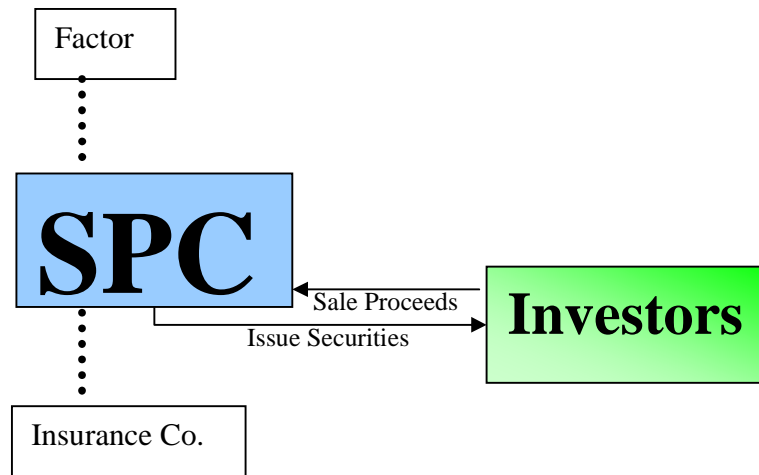 Factor
SPC
Sale Proceeds
Investors
Issue Securities
Insurance Co.